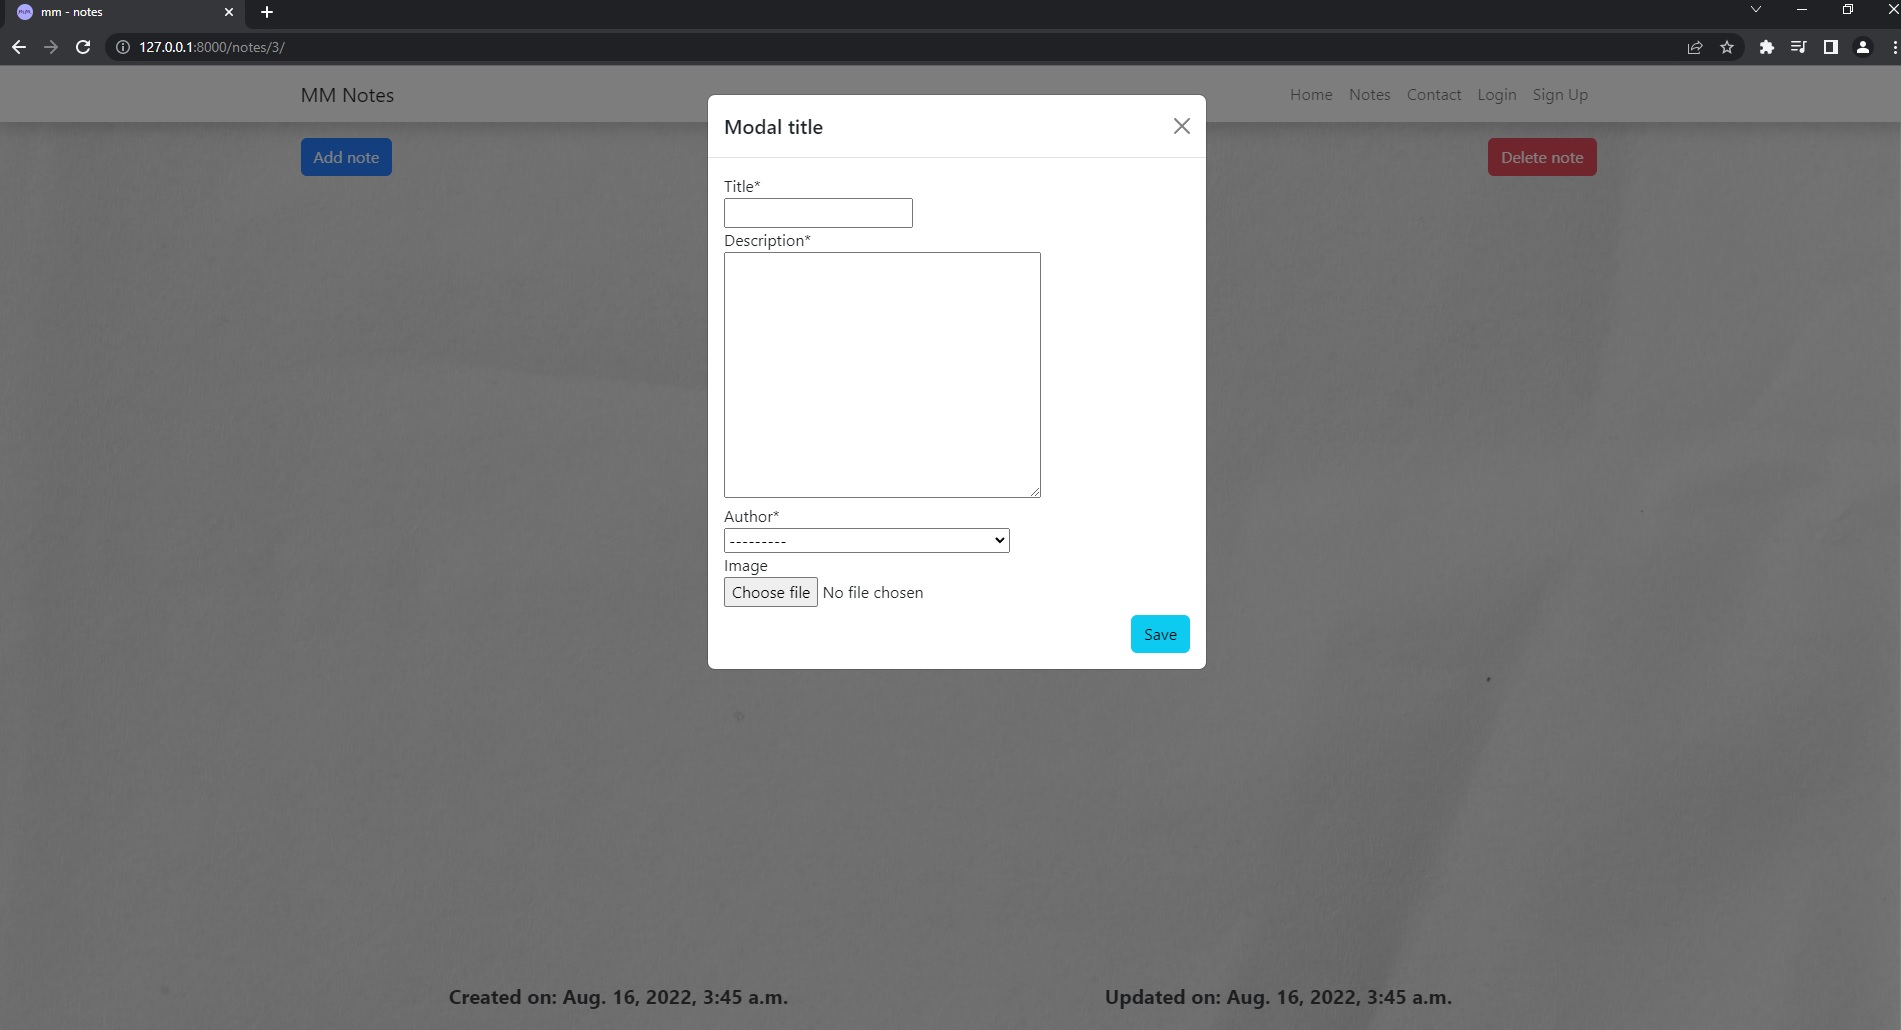 mm - notes
127.0.0.1:8000/notes/3/
MM Notes
Home Notes Contact Login Sign Up
Add note
Delete note
Modal title
Title*
Description*
Author*
---------
Image
Choose file No file chosen
Save
Created on: Aug. 16, 2022, 3:45 a.m.
Updated on: Aug. 16, 2022, 3:45 a.m.